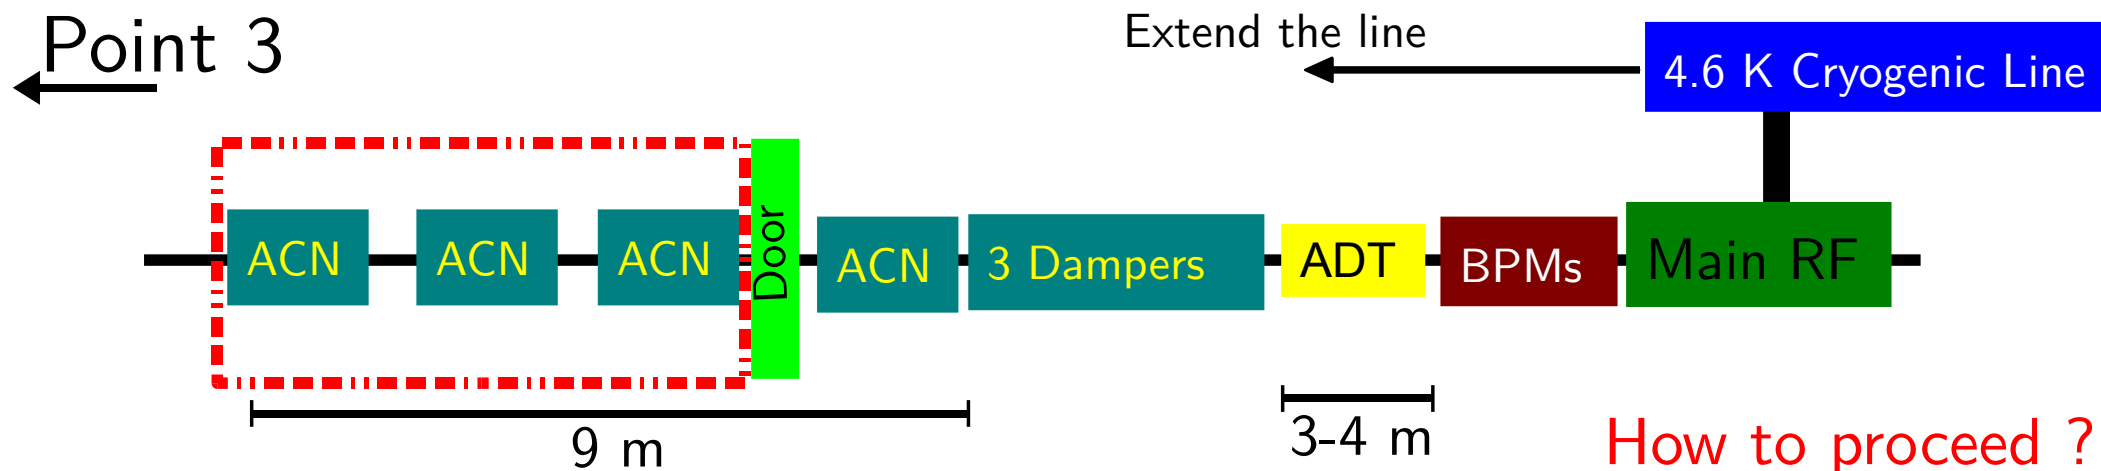 Point 3
Extend the line
4.6 K Cryogenic Line
ACN
ACN
ACN
Door
ACN
3 Dampers
ADT
BPMs
Main RF
9 m
3-4 m
How to proceed ?